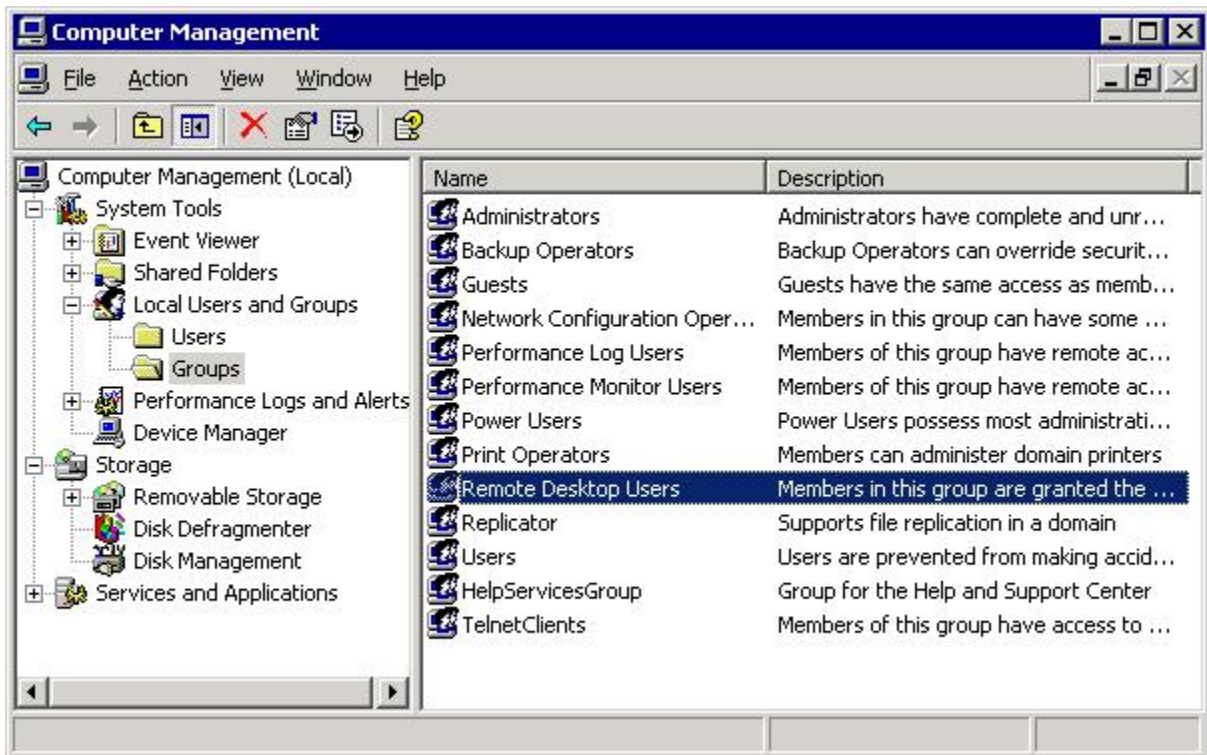 Computer Management
File Action View Window Help
Computer Management (Local)
System Tools
Event Viewer
Shared Folders
Local Users and Groups
Users
Groups
Performance Logs and Alerts
Device Manager
Storage
Removable Storage
Disk Defragmenter
Disk Management
Services and Applications
Name Description
Administrators Administrators have complete and unr...
Backup Operators Backup Operators can override securit...
Guests Guests have the same access as memb...
Network Configuration Oper... Members in this group can have some ...
Performance Log Users Members of this group have remote ac...
Performance Monitor Users Members of this group have remote ac...
Power Users Power Users possess most administrati...
Print Operators Members can administer domain printers
Remote Desktop Users Members in this group are granted the ...
Replicator Supports file replication in a domain
Users Users are prevented from making accid...
HelpServicesGroup Group for the Help and Support Center
TelnetClients Members of this group have access to ...